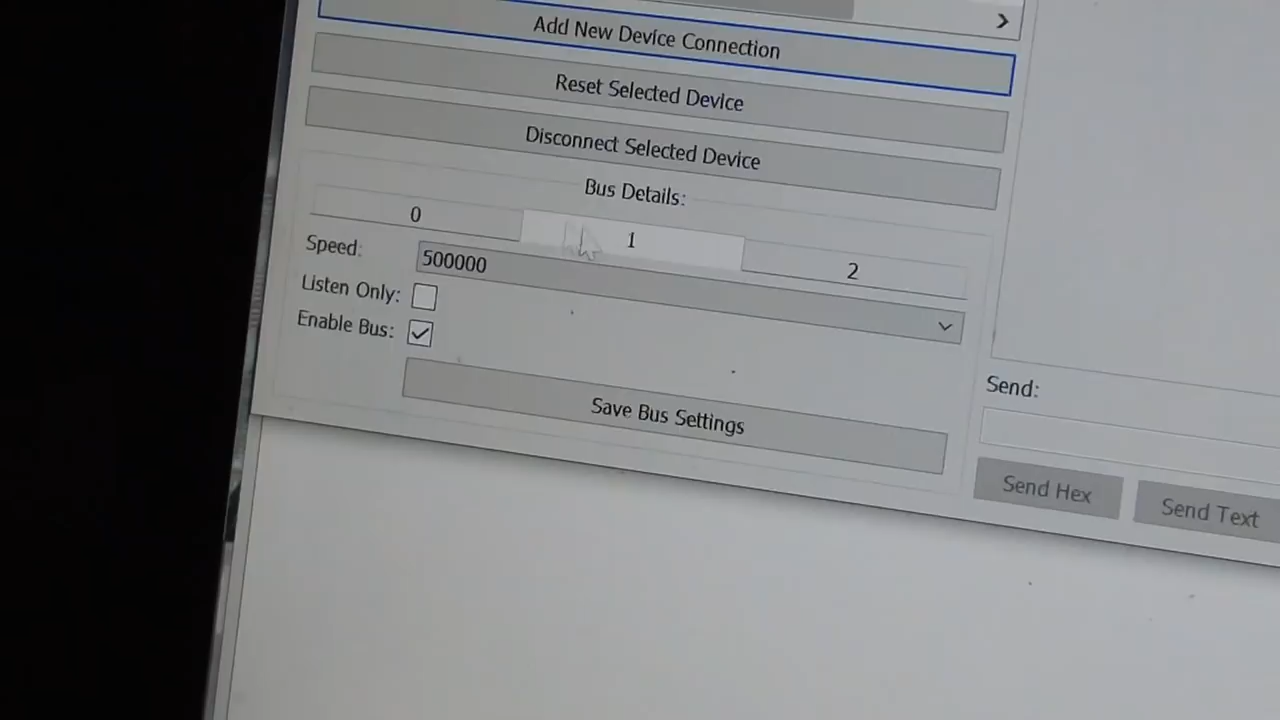 Add New Device Connection
Reset Selected Device
Disconnect Selected Device
Bus Details:
0 1 2
Speed: 500000
Listen Only:
Enable Bus:
Save Bus Settings
Send:
Send Hex Send Text